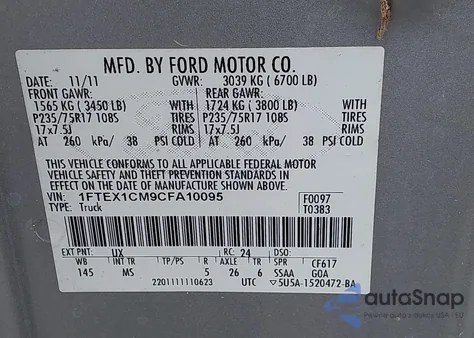 MFD. BY FORD MOTOR CO.
DATE: 11/11 GVWR: 3039 KG (6700 LB)
FRONT GAWR: REAR GAWR:
1565 KG (3450 LB) WITH 1724 KG (3800 LB) WITH
P235/75R17 108S TIRES P235/75R17 108S TIRES
17x7.5J RIMS 17x7.5J RIMS
AT 260 kPa/ 38 PSI COLD AT 260 kPa/ 38 PSI COLD
THIS VEHICLE CONFORMS TO ALL APPLICABLE FEDERAL MOTOR
VEHICLE SAFETY AND THEFT PREVENTION STANDARDS IN
EFFECT ON THE DATE OF MANUFACTURE SHOWN ABOVE.
VIN: 1FTEX1CM9CFA10095 F0097
TYPE: Truck T0383
EXT PNT: UX RC: 24 DSO:
WB INT TR TP/PS R AXLE TR SPR CF617
145 MS 5 26 6 SSAA GOA
2201111110623 UTC ▽5U5A-1520472-BA
autoSnap